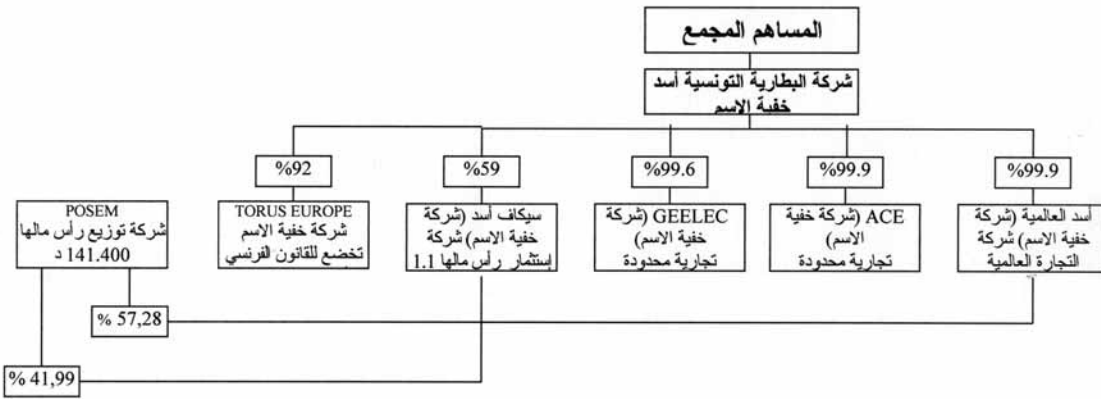 المساهم المجمع
شركة البطارية التونسية أسد
خفية الاسم
%99.9
%99.9
%99.6
%59
%92
أسد العالمية (شركة
خفية الاسم) شركة
التجارة العالمية
ACE (شركة خفية
الاسم)
تجارية محدودة
GEELEC (شركة
خفية الاسم)
تجارية محدودة
سيكاف أسد (شركة
خفية الاسم) شركة
إستثمار رأس مالها 1.1
TORUS EUROPE
شركة خفية الاسم
تخضع للقانون الفرنسي
POSEM
شركة توزيع رأس مالها
141.400 د
% 57,28
% 41,99